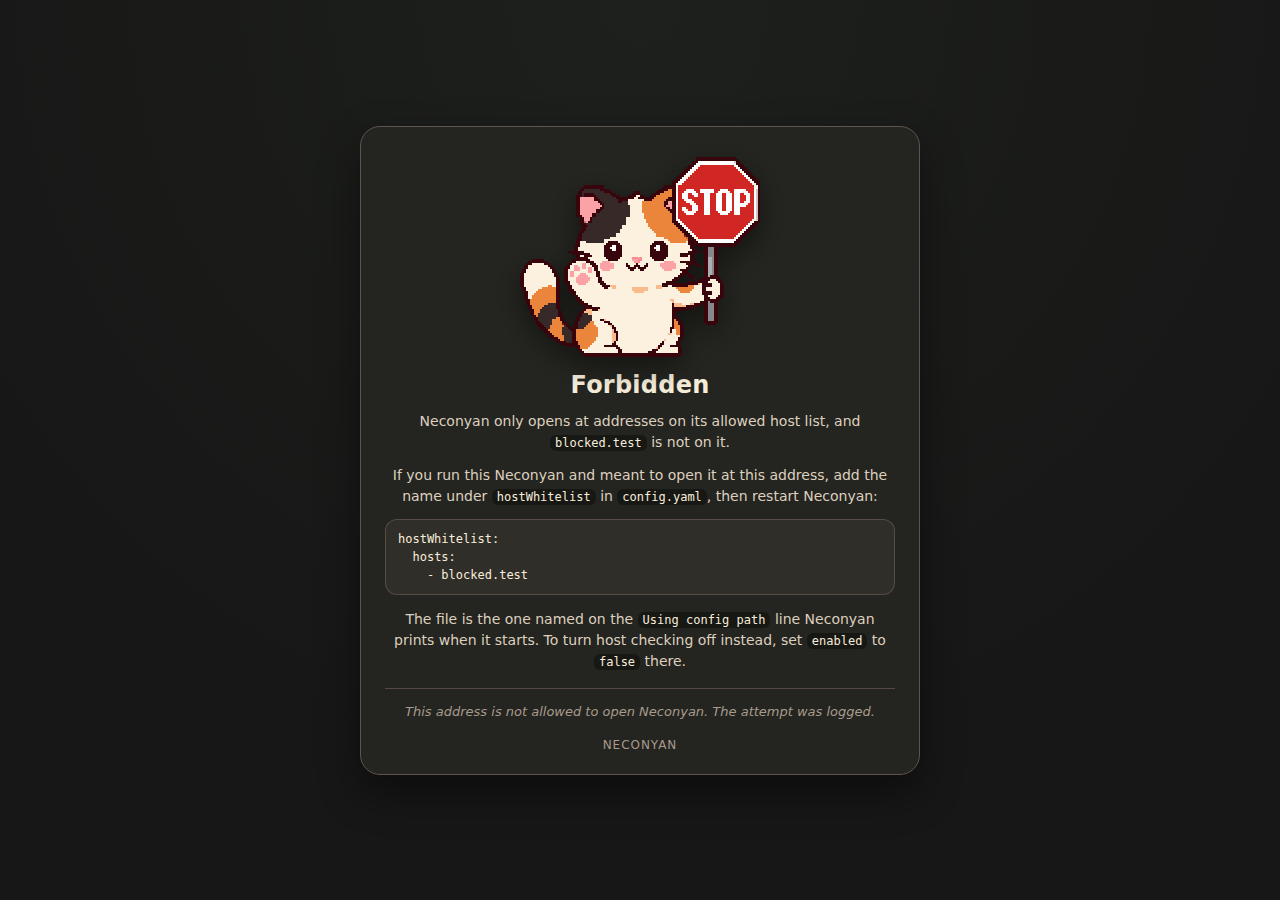 STOP
Forbidden
Neconyan only opens at addresses on its allowed host list, and
blocked.test is not on it.
If you run this Neconyan and meant to open it at this address, add the
name under hostWhitelist in config.yaml, then restart Neconyan:
hostWhitelist:
  hosts:
    - blocked.test
The file is the one named on the Using config path line Neconyan
prints when it starts. To turn host checking off instead, set enabled to
false there.
This address is not allowed to open Neconyan. The attempt was logged.
NECONYAN